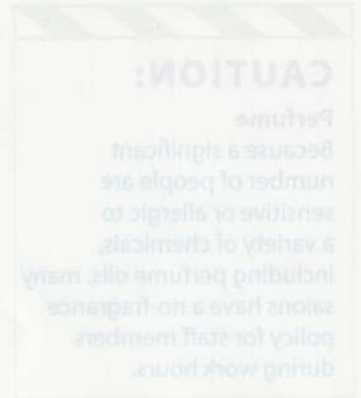 CAUTION:
Perfume
Because a significant
number of people are
sensitive or allergic to
a variety of chemicals,
including perfume oils, many
salons have a no-fragrance
policy for staff members
during work hours.